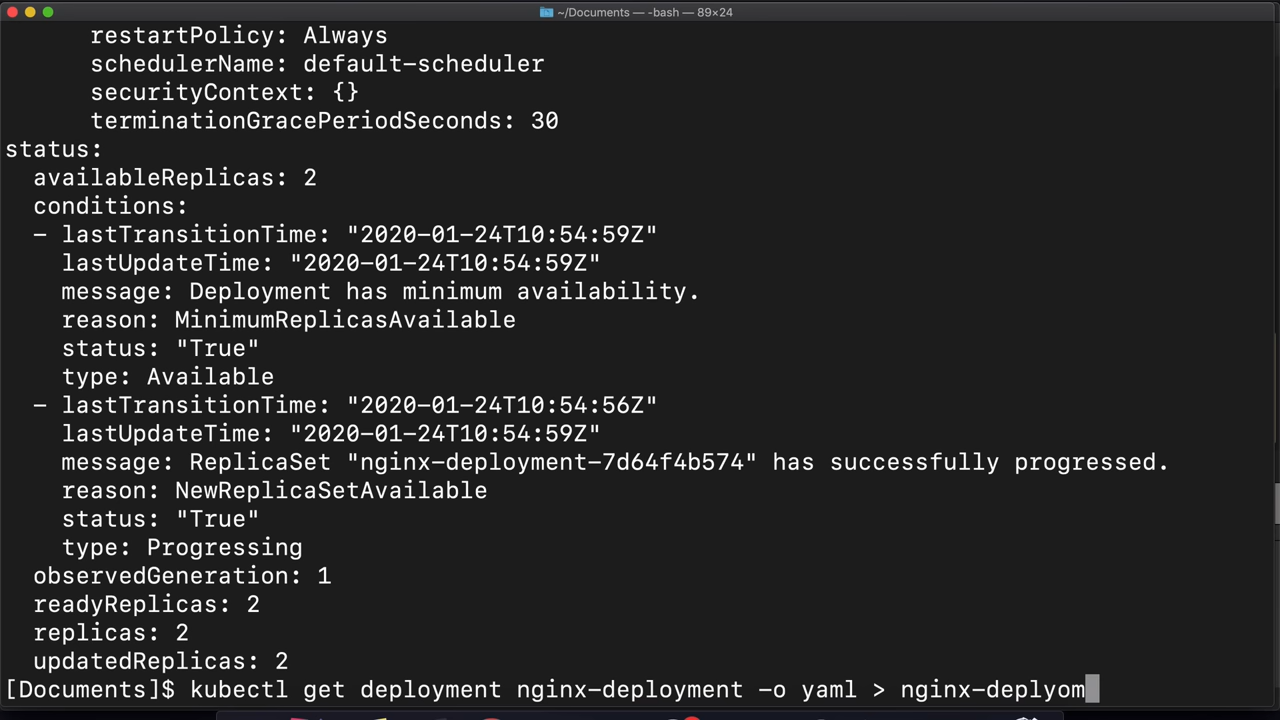 ~/Documents — -bash — 89×24
restartPolicy: Always
schedulerName: default-scheduler
securityContext: {}
terminationGracePeriodSeconds: 30
status:
availableReplicas: 2
conditions:
- lastTransitionTime: "2020-01-24T10:54:59Z"
lastUpdateTime: "2020-01-24T10:54:59Z"
message: Deployment has minimum availability.
reason: MinimumReplicasAvailable
status: "True"
type: Available
- lastTransitionTime: "2020-01-24T10:54:56Z"
lastUpdateTime: "2020-01-24T10:54:59Z"
message: ReplicaSet "nginx-deployment-7d64f4b574" has successfully progressed.
reason: NewReplicaSetAvailable
status: "True"
type: Progressing
observedGeneration: 1
readyReplicas: 2
replicas: 2
updatedReplicas: 2
[Documents]$ kubectl get deployment nginx-deployment -o yaml > nginx-deplyom